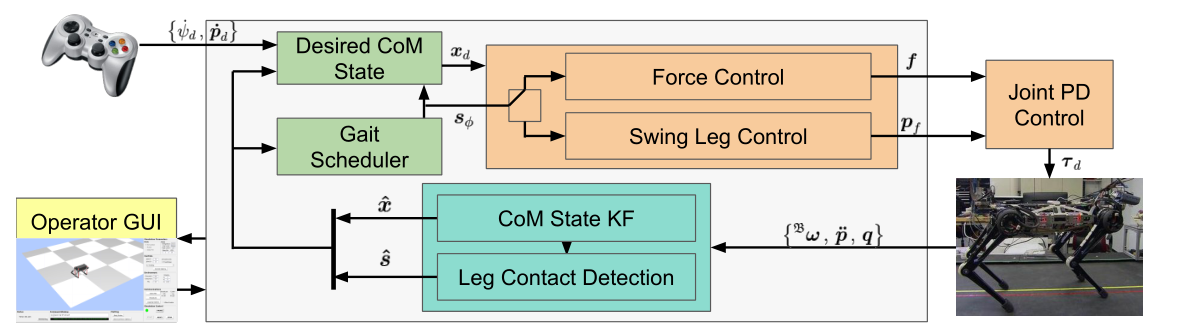 {ψ̇_d, ṗ_d}
Desired CoM
State
x_d
Force Control
f
Joint PD
Control
s_ϕ
Gait
Scheduler
Swing Leg Control
p_f
τ_d
Operator GUI
x̂
CoM State KF
{^𝔅ω, p̈, q}
ŝ
Leg Contact Detection